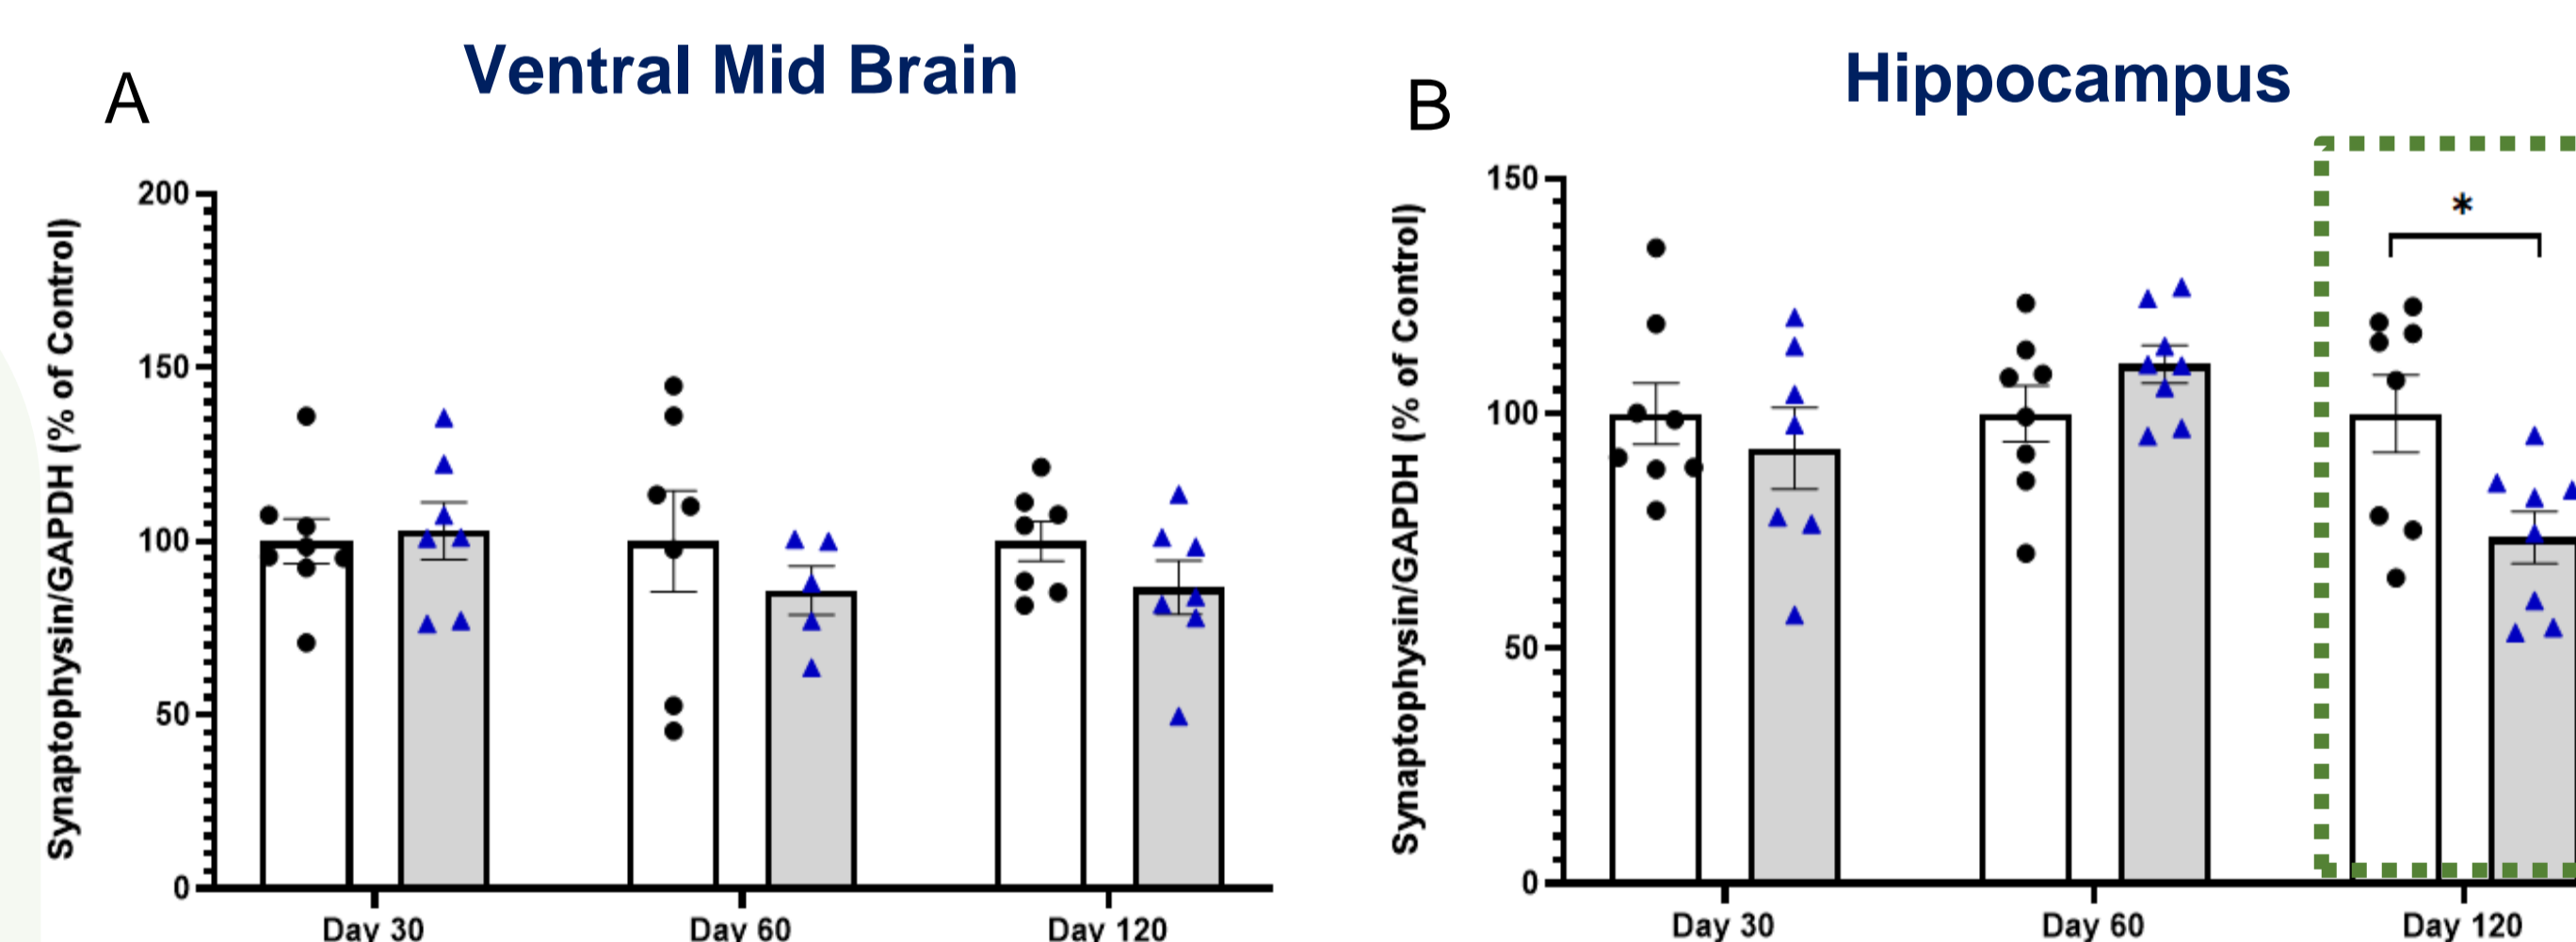 A
Ventral Mid Brain
Synaptophysin/GAPDH (% of Control)
200
150
100
50
0
Day 30
Day 60
Day 120
B
Hippocampus
Synaptophysin/GAPDH (% of Control)
150
100
50
0
*
Day 30
Day 60
Day 120